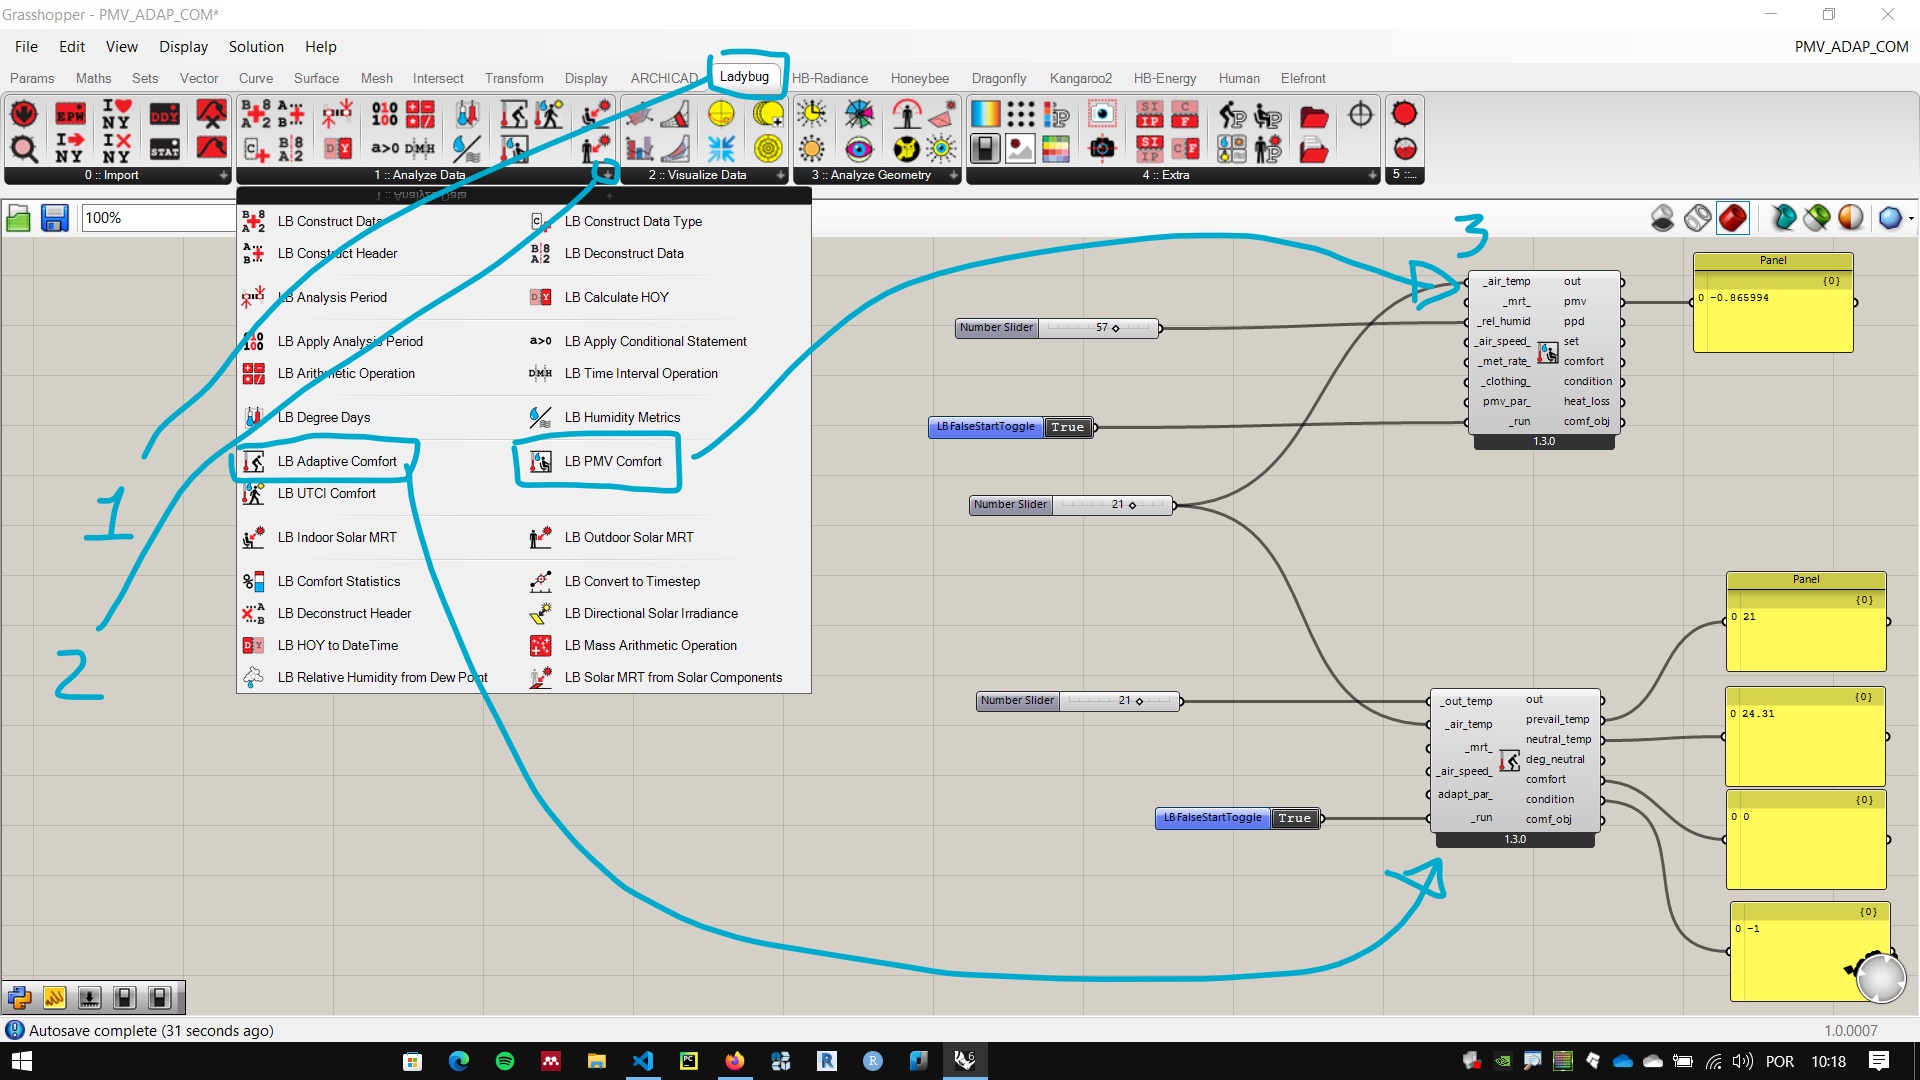 Grasshopper - PMV_ADAP_COM*
File Edit View Display Solution Help
PMV_ADAP_COM
Params Maths Sets Vector Curve Surface Mesh Intersect Transform Display ARCHICAD Ladybug HB-Radiance Honeybee Dragonfly Kangaroo2 HB-Energy Human Elefront
0 :: Import
1 :: Analyze Data
2 :: Visualize Data
3 :: Analyze Geometry
4 :: Extra
5 ::...
100%
LB Construct Data
LB Construct Data Type
LB Construct Header
LB Deconstruct Data
LB Analysis Period
LB Calculate HOY
LB Apply Analysis Period
LB Apply Conditional Statement
LB Arithmetic Operation
LB Time Interval Operation
LB Degree Days
LB Humidity Metrics
LB Adaptive Comfort
LB PMV Comfort
LB UTCI Comfort
LB Indoor Solar MRT
LB Outdoor Solar MRT
LB Comfort Statistics
LB Convert to Timestep
LB Deconstruct Header
LB Directional Solar Irradiance
LB HOY to DateTime
LB Mass Arithmetic Operation
LB Relative Humidity from Dew Point
LB Solar MRT from Solar Components
1
2
3
Number Slider 57
LB FalseStartToggle True
Number Slider 21
_air_temp out
_mrt_ pmv
_rel_humid ppd
_air_speed_ set
_met_rate_ comfort
_clothing_ condition
pmv_par_ heat_loss
_run comf_obj
1.3.0
Panel
{0}
0 -0.865994
Number Slider 21
LB FalseStartToggle True
_out_temp
_air_temp
_mrt_
_air_speed_
adapt_par_
_run
out
prevail_temp
neutral_temp
deg_neutral
comfort
condition
comf_obj
1.3.0
Panel
{0}
0 21
{0}
0 24.31
{0}
0 0
{0}
0 -1
Autosave complete (31 seconds ago)
1.0.0007
POR 10:18